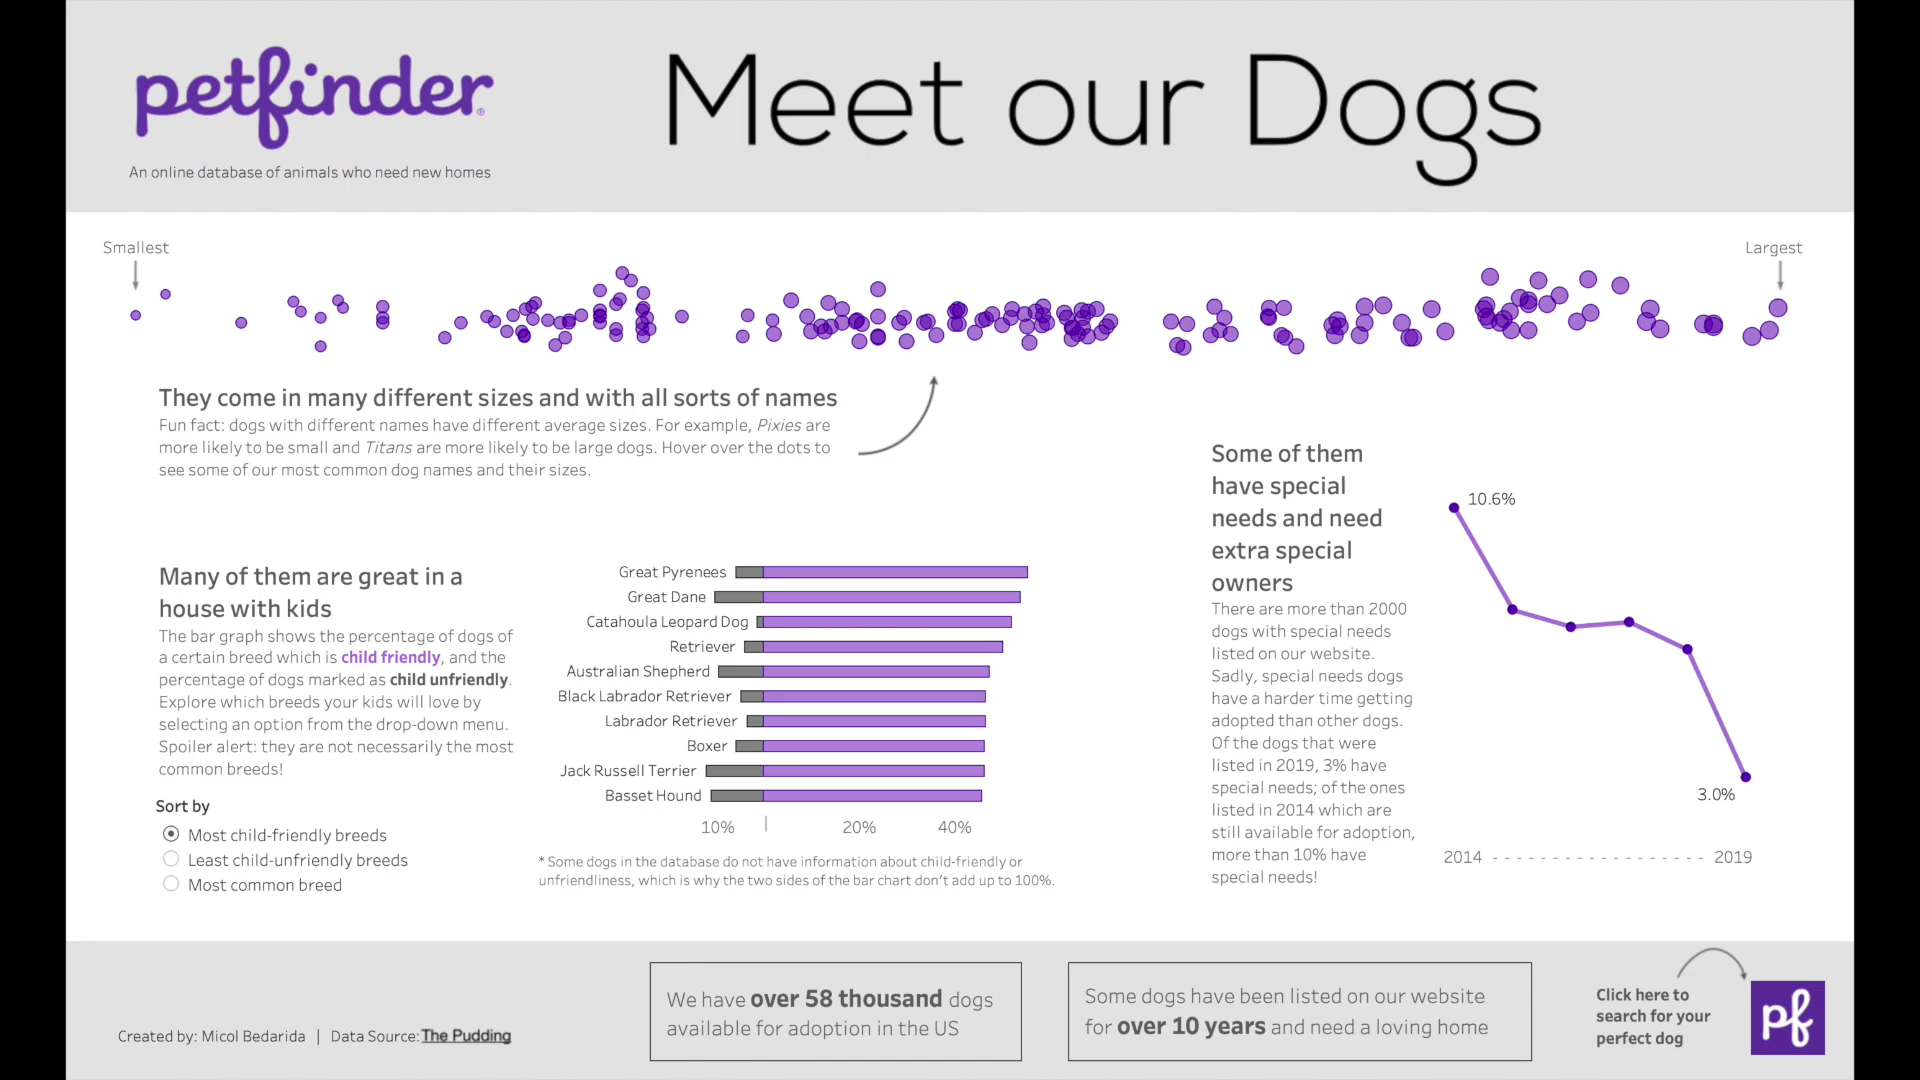 petfinder®
Meet our Dogs
An online database of animals who need new homes
Smallest
Largest
They come in many different sizes and with all sorts of names
Fun fact: dogs with different names have different average sizes. For example, Pixies are
more likely to be small and Titans are more likely to be large dogs. Hover over the dots to
see some of our most common dog names and their sizes.
Many of them are great in a
house with kids
The bar graph shows the percentage of dogs of
a certain breed which is child friendly, and the
percentage of dogs marked as child unfriendly.
Explore which breeds your kids will love by
selecting an option from the drop-down menu.
Spoiler alert: they are not necessarily the most
common breeds!
Sort by
Most child-friendly breeds
Least child-unfriendly breeds
Most common breed
Great Pyrenees
Great Dane
Catahoula Leopard Dog
Retriever
Australian Shepherd
Black Labrador Retriever
Labrador Retriever
Boxer
Jack Russell Terrier
Basset Hound
10% 20% 40%
* Some dogs in the database do not have information about child-friendly or
unfriendliness, which is why the two sides of the bar chart don't add up to 100%.
Some of them
have special
needs and need
extra special
owners
There are more than 2000
dogs with special needs
listed on our website.
Sadly, special needs dogs
have a harder time getting
adopted than other dogs.
Of the dogs that were
listed in 2019, 3% have
special needs; of the ones
listed in 2014 which are
still available for adoption,
more than 10% have
special needs!
10.6%
3.0%
2014 - - - - - - - - - - - - - - - - - 2019
Created by: Micol Bedarida | Data Source: The Pudding
We have over 58 thousand dogs
available for adoption in the US
Some dogs have been listed on our website
for over 10 years and need a loving home
Click here to
search for your
perfect dog
pf